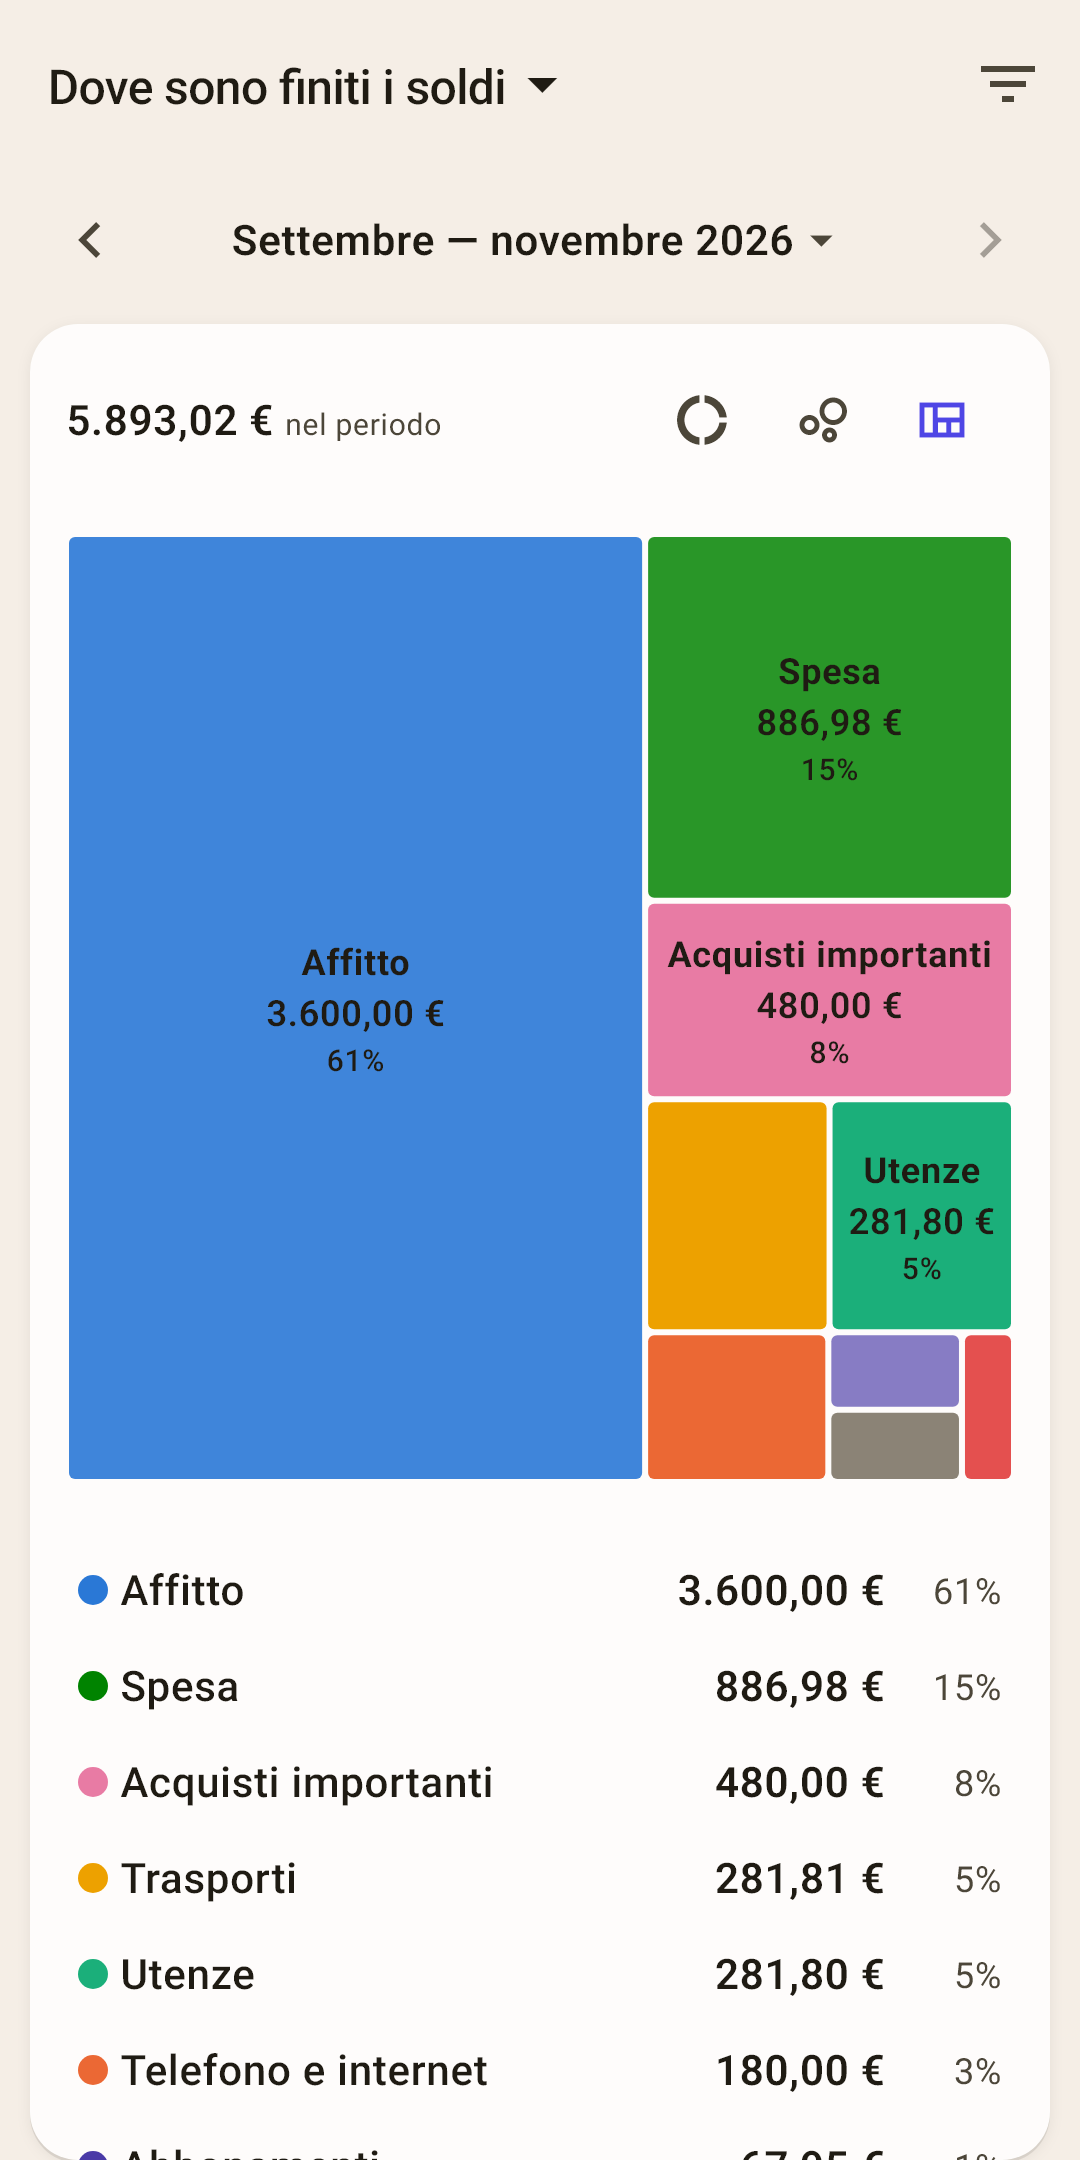 Dove sono finiti i soldi
Settembre — novembre 2026
5.893,02 € nel periodo
Spesa
886,98 €
15%
Affitto
3.600,00 €
61%
Acquisti importanti
480,00 €
8%
Utenze
281,80 €
5%
Affitto 3.600,00 € 61%
Spesa 886,98 € 15%
Acquisti importanti 480,00 € 8%
Trasporti 281,81 € 5%
Utenze 281,80 € 5%
Telefono e internet 180,00 € 3%
Abbonamenti